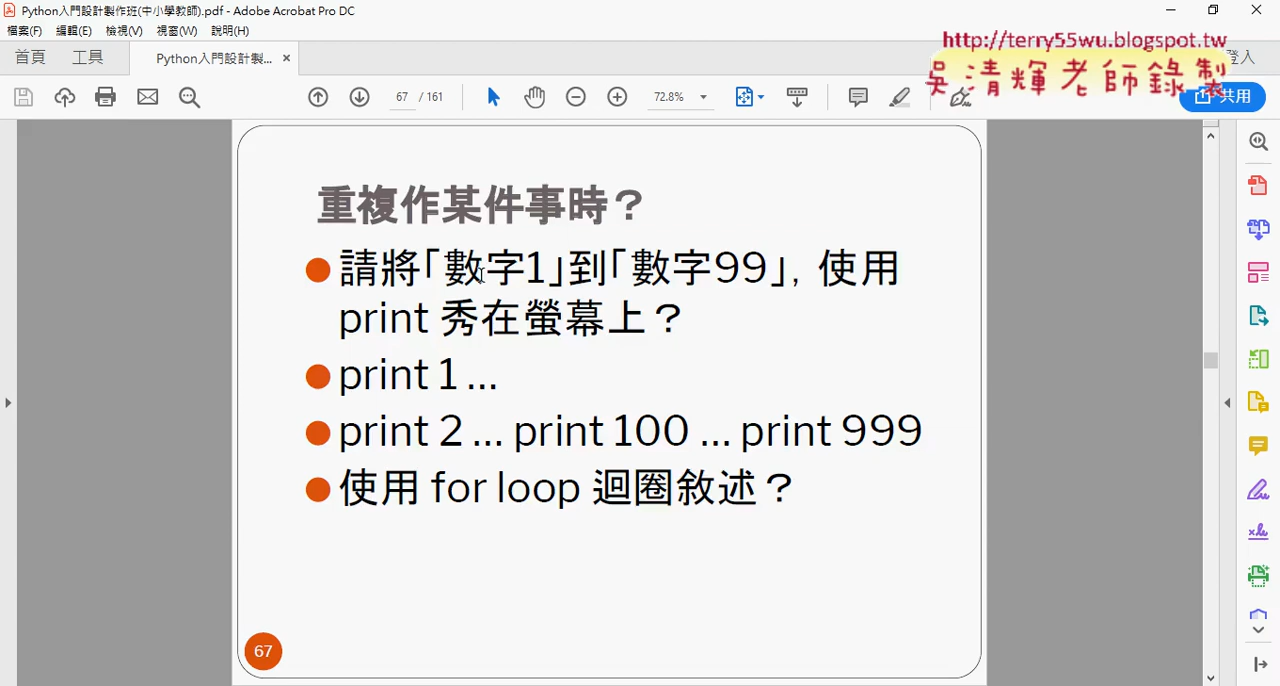 Python入門設計製作班(中小學教師).pdf - Adobe Acrobat Pro DC
檔案(F) 編輯(E) 檢視(V) 視窗(W) 說明(H)
http://terry55wu.blogspot.tw
吳清輝老師錄製
首頁 工具 Python入門設計製... × 登入
67 / 161 72.8% 共用
重複作某件事時？
請將「數字1」到「數字99」, 使用
print 秀在螢幕上？
print 1 ...
print 2 ... print 100 ... print 999
使用 for loop 迴圈敘述？
67